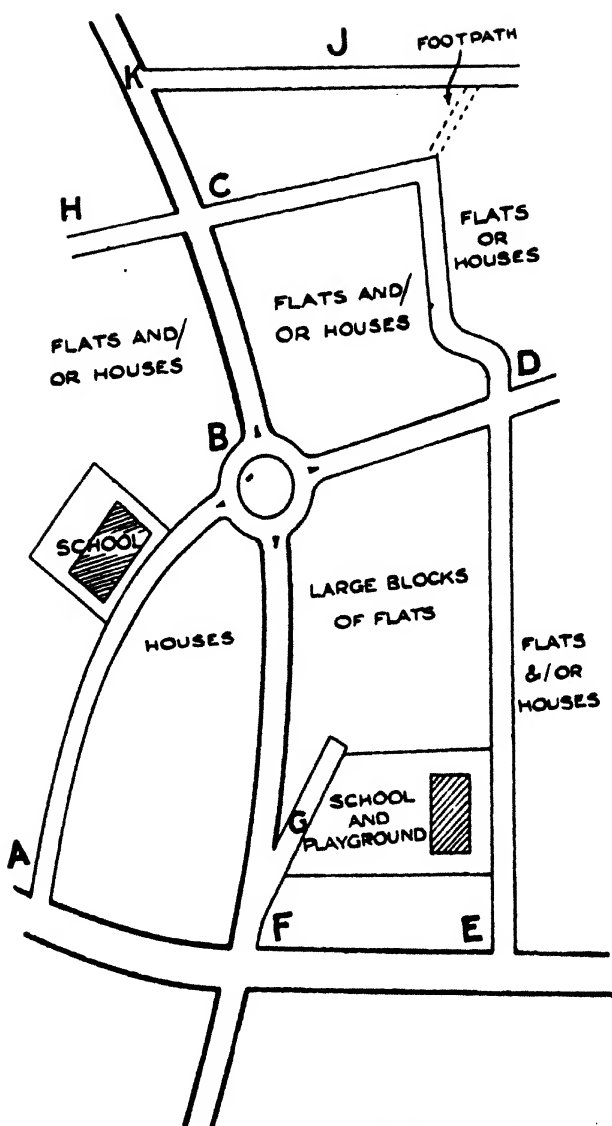 J
FOOTPATH
K
H
C
FLATS
OR
HOUSES
FLATS AND/
OR HOUSES
FLATS AND/
OR HOUSES
D
B
SCHOOL
LARGE BLOCKS
OF FLATS
HOUSES
FLATS
&/OR
HOUSES
SCHOOL
AND
PLAYGROUND
G
A
F
E